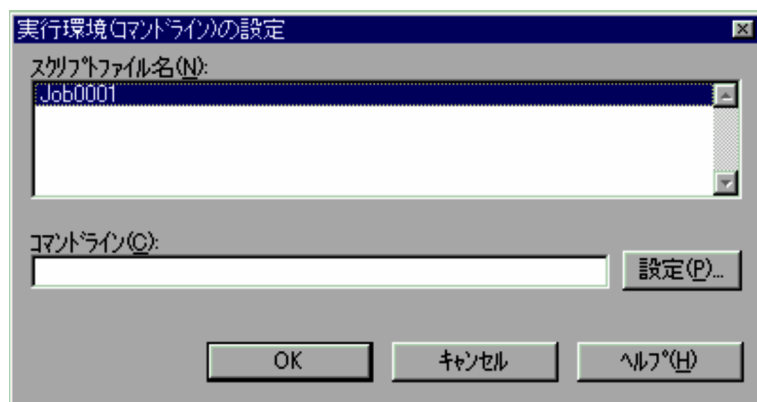 実行環境(ｺﾏﾝﾄﾞﾗｲﾝ)の設定
ｽｸﾘﾌﾟﾄﾌｧｲﾙ名(N):
Job0001
ｺﾏﾝﾄﾞﾗｲﾝ(C):
設定(P)...
OK
ｷｬﾝｾﾙ
ﾍﾙﾌﾟ(H)